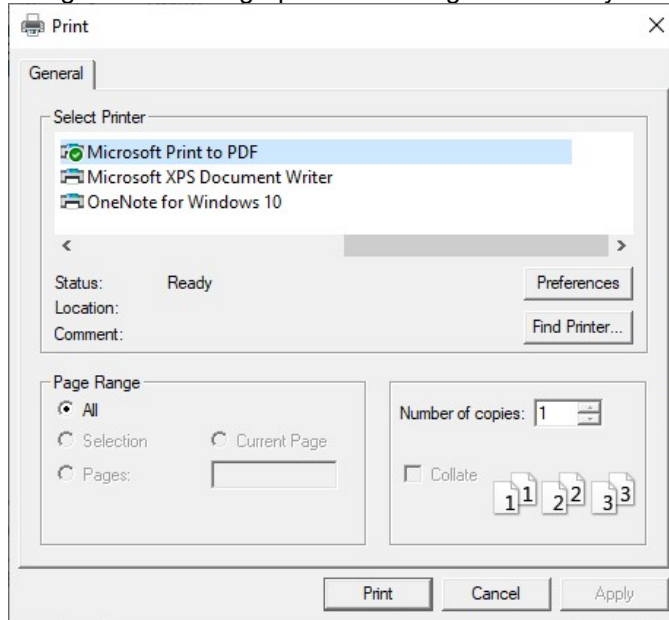 Print
General
Select Printer
Microsoft Print to PDF
Microsoft XPS Document Writer
OneNote for Windows 10
Status: Ready
Location:
Comment:
Preferences
Find Printer...
Page Range
All
Selection
Current Page
Pages:
Number of copies: 1
Collate
1 1 2 2 3 3
Print
Cancel
Apply